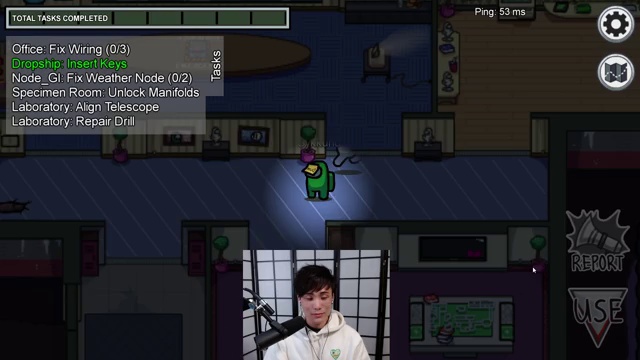 TOTAL TASKS COMPLETED
Ping: 53 ms
Office: Fix Wiring (0/3)
Dropship: Insert Keys
Node_GI: Fix Weather Node (0/2)
Specimen Room: Unlock Manifolds
Laboratory: Align Telescope
Laboratory: Repair Drill
Tasks
REPORT
USE